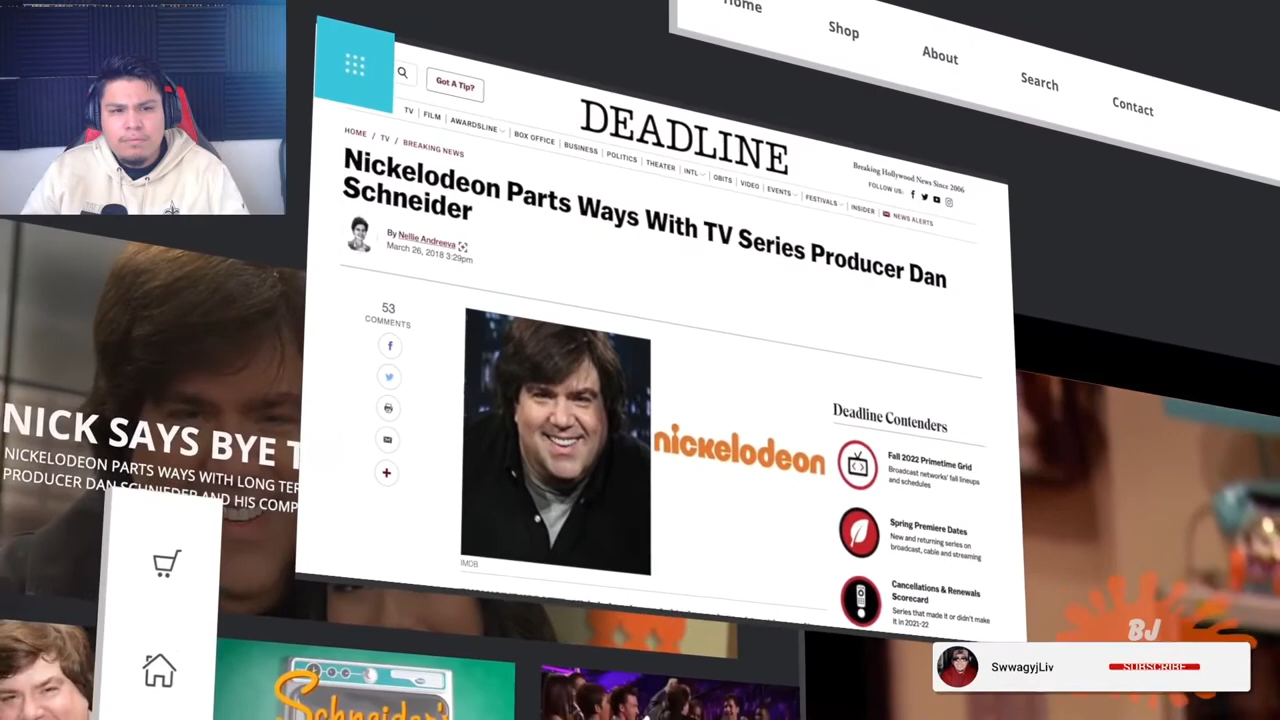 Home
Shop
About
Search
Contact
Got A Tip?
DEADLINE
Breaking Hollywood News Since 2006
FOLLOW US:
TV | FILM | AWARDSLINE | BOX OFFICE | BUSINESS | POLITICS | THEATER | INTL | OBITS | VIDEO | EVENTS | FESTIVALS | INSIDER | NEWS ALERTS
HOME / TV / BREAKING NEWS
Nickelodeon Parts Ways With TV Series Producer Dan
Schneider
By Nellie Andreeva
March 26, 2018 3:29pm
53
COMMENTS
nickelodeon
IMDB
Deadline Contenders
Fall 2022 Primetime Grid
Broadcast networks' fall lineups
and schedules
Spring Premiere Dates
New and returning series on
broadcast, cable and streaming
Cancellations & Renewals
Scorecard
Series that made it or didn't make
it in 2021-22
NICK SAYS BYE T
NICKELODEON PARTS WAYS WITH LONG TER
PRODUCER DAN SCHNIEDER AND HIS COMP
Schneider's
BJ
SwwagyjLiv
SUBSCRIBE